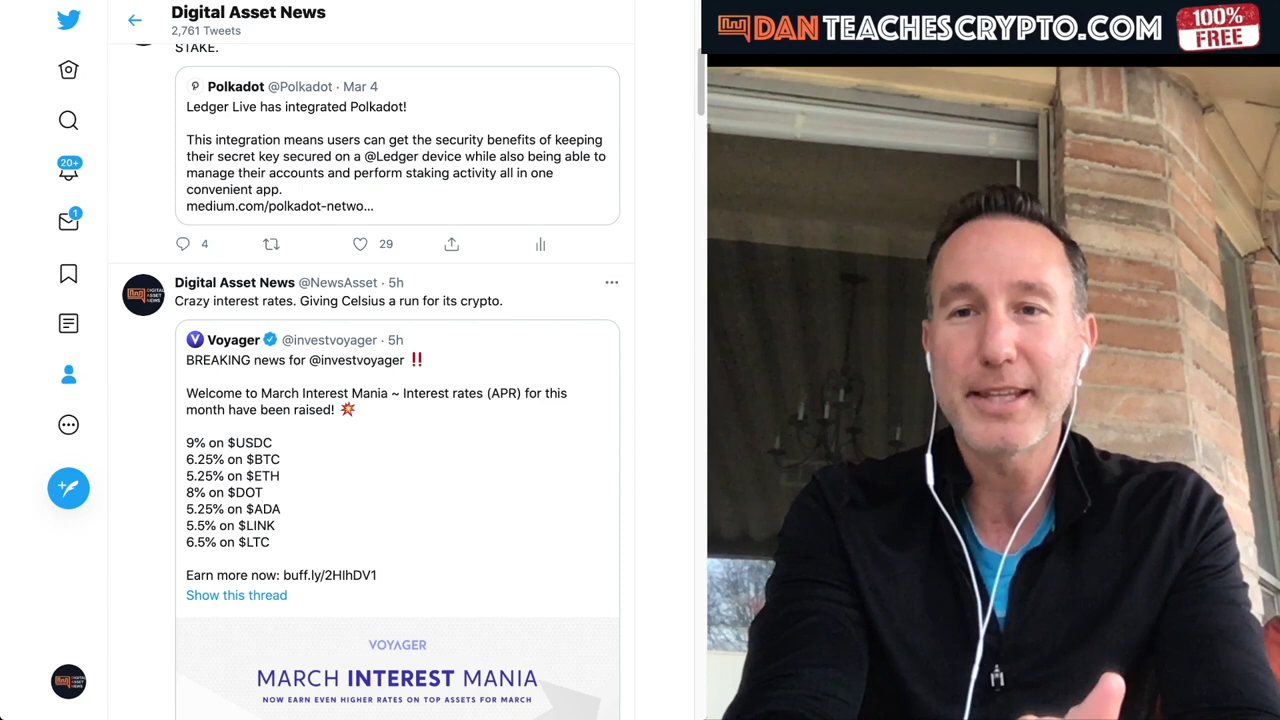 Digital Asset News
2,761 Tweets
STAKE.
Polkadot @Polkadot · Mar 4
Ledger Live has integrated Polkadot!
This integration means users can get the security benefits of keeping
their secret key secured on a @Ledger device while also being able to
manage their accounts and perform staking activity all in one
convenient app.
medium.com/polkadot-netwo...
4
29
20+
1
Digital Asset News @NewsAsset · 5h
Crazy interest rates. Giving Celsius a run for its crypto.
Voyager @investvoyager · 5h
BREAKING news for @investvoyager ‼️
Welcome to March Interest Mania ~ Interest rates (APR) for this
month have been raised! 💥
9% on $USDC
6.25% on $BTC
5.25% on $ETH
8% on $DOT
5.25% on $ADA
5.5% on $LINK
6.5% on $LTC
Earn more now: buff.ly/2HIhDV1
Show this thread
VOYAGER
MARCH INTEREST MANIA
NOW EARN EVEN HIGHER RATES ON TOP ASSETS FOR MARCH
DANTEACHESCRYPTO.COM
100%
FREE